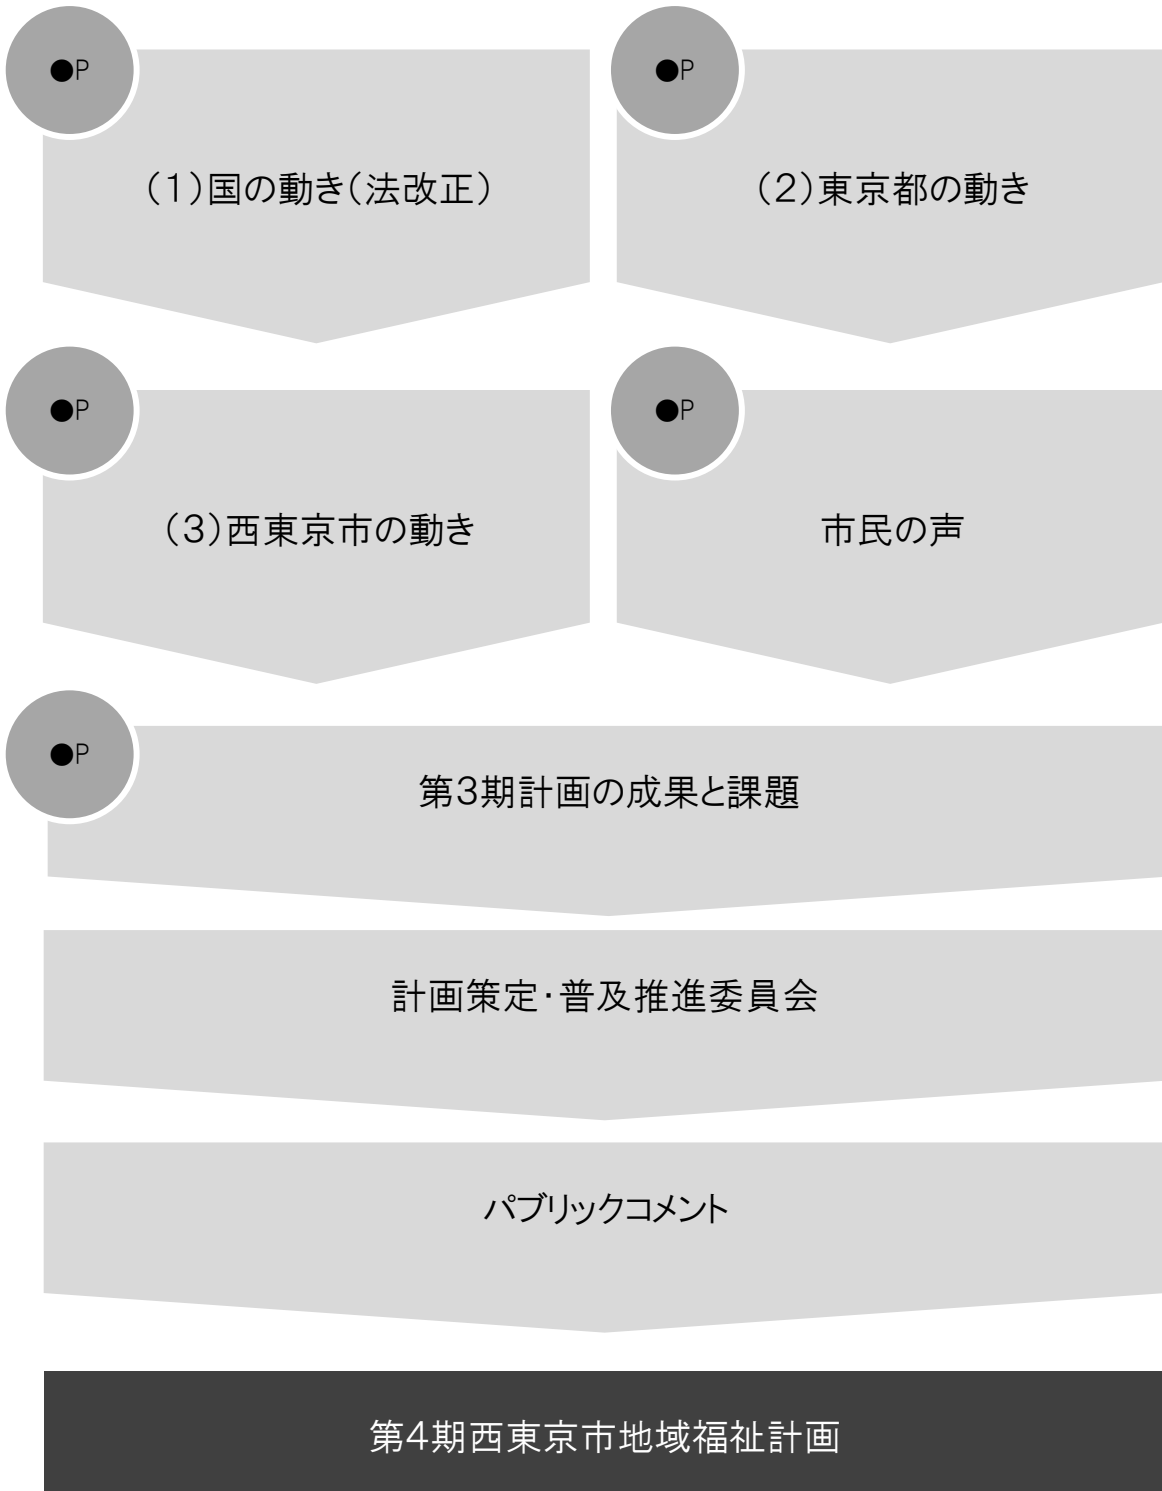 ●P
(1)国の動き(法改正)
●P
(2)東京都の動き
●P
(3)西東京市の動き
●P
市民の声
●P
第3期計画の成果と課題
計画策定・普及推進委員会
パブリックコメント
第4期西東京市地域福祉計画